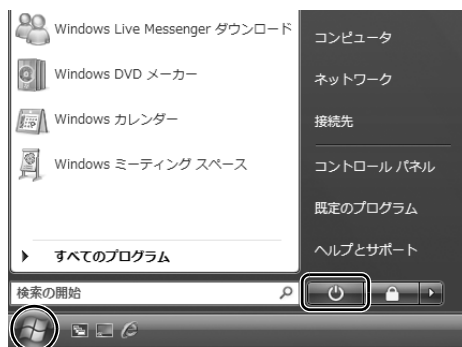 Windows Live Messenger ダウンロード
Windows DVD メーカー
Windows カレンダー
Windows ミーティング スペース
すべてのプログラム
検索の開始
コンピュータ
ネットワーク
接続先
コントロール パネル
既定のプログラム
ヘルプとサポート